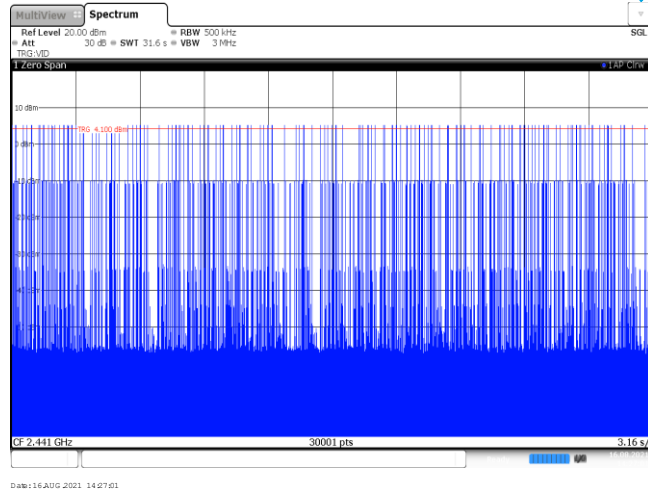 MultiView Spectrum
Ref Level 20.00 dBm RBW 500 kHz SGL
Att 30 dB SWT 31.6 s VBW 3 MHz
TRG:VID
1 Zero Span 1AP Clrw
10 dBm
TRG 4.100 dBm
0 dBm
CF 2.441 GHz 30001 pts 3.16 s/
Date: 16.AUG.2021 14:27:01